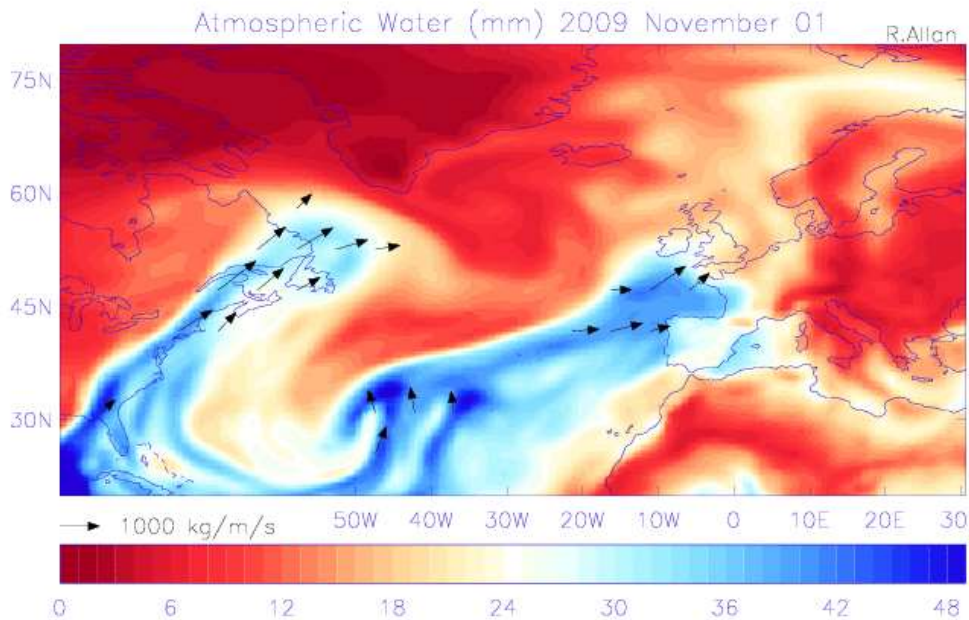 Atmospheric Water (mm) 2009 November 01
R.Allan
75N
60N
45N
30N
50W 40W 30W 20W 10W 0 10E 20E 30
1000 kg/m/s
0 6 12 18 24 30 36 42 48